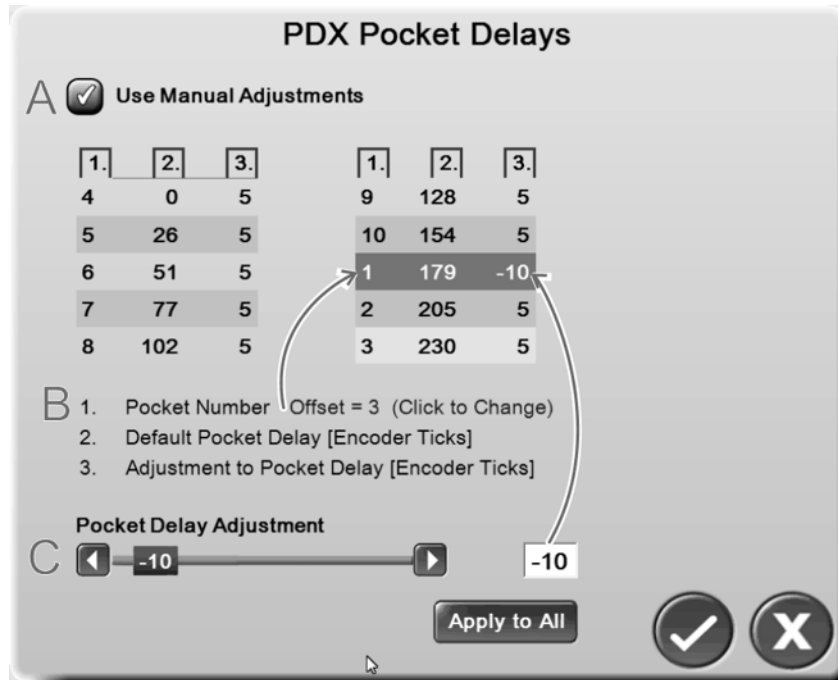 PDX Pocket Delays
A Use Manual Adjustments
1. 2. 3. 1. 2. 3.
4 0 5 9 128 5
5 26 5 10 154 5
6 51 5 1 179 -10
7 77 5 2 205 5
8 102 5 3 230 5
B 1. Pocket Number Offset = 3 (Click to Change)
2. Default Pocket Delay [Encoder Ticks]
3. Adjustment to Pocket Delay [Encoder Ticks]
Pocket Delay Adjustment
C -10 -10
Apply to All
X